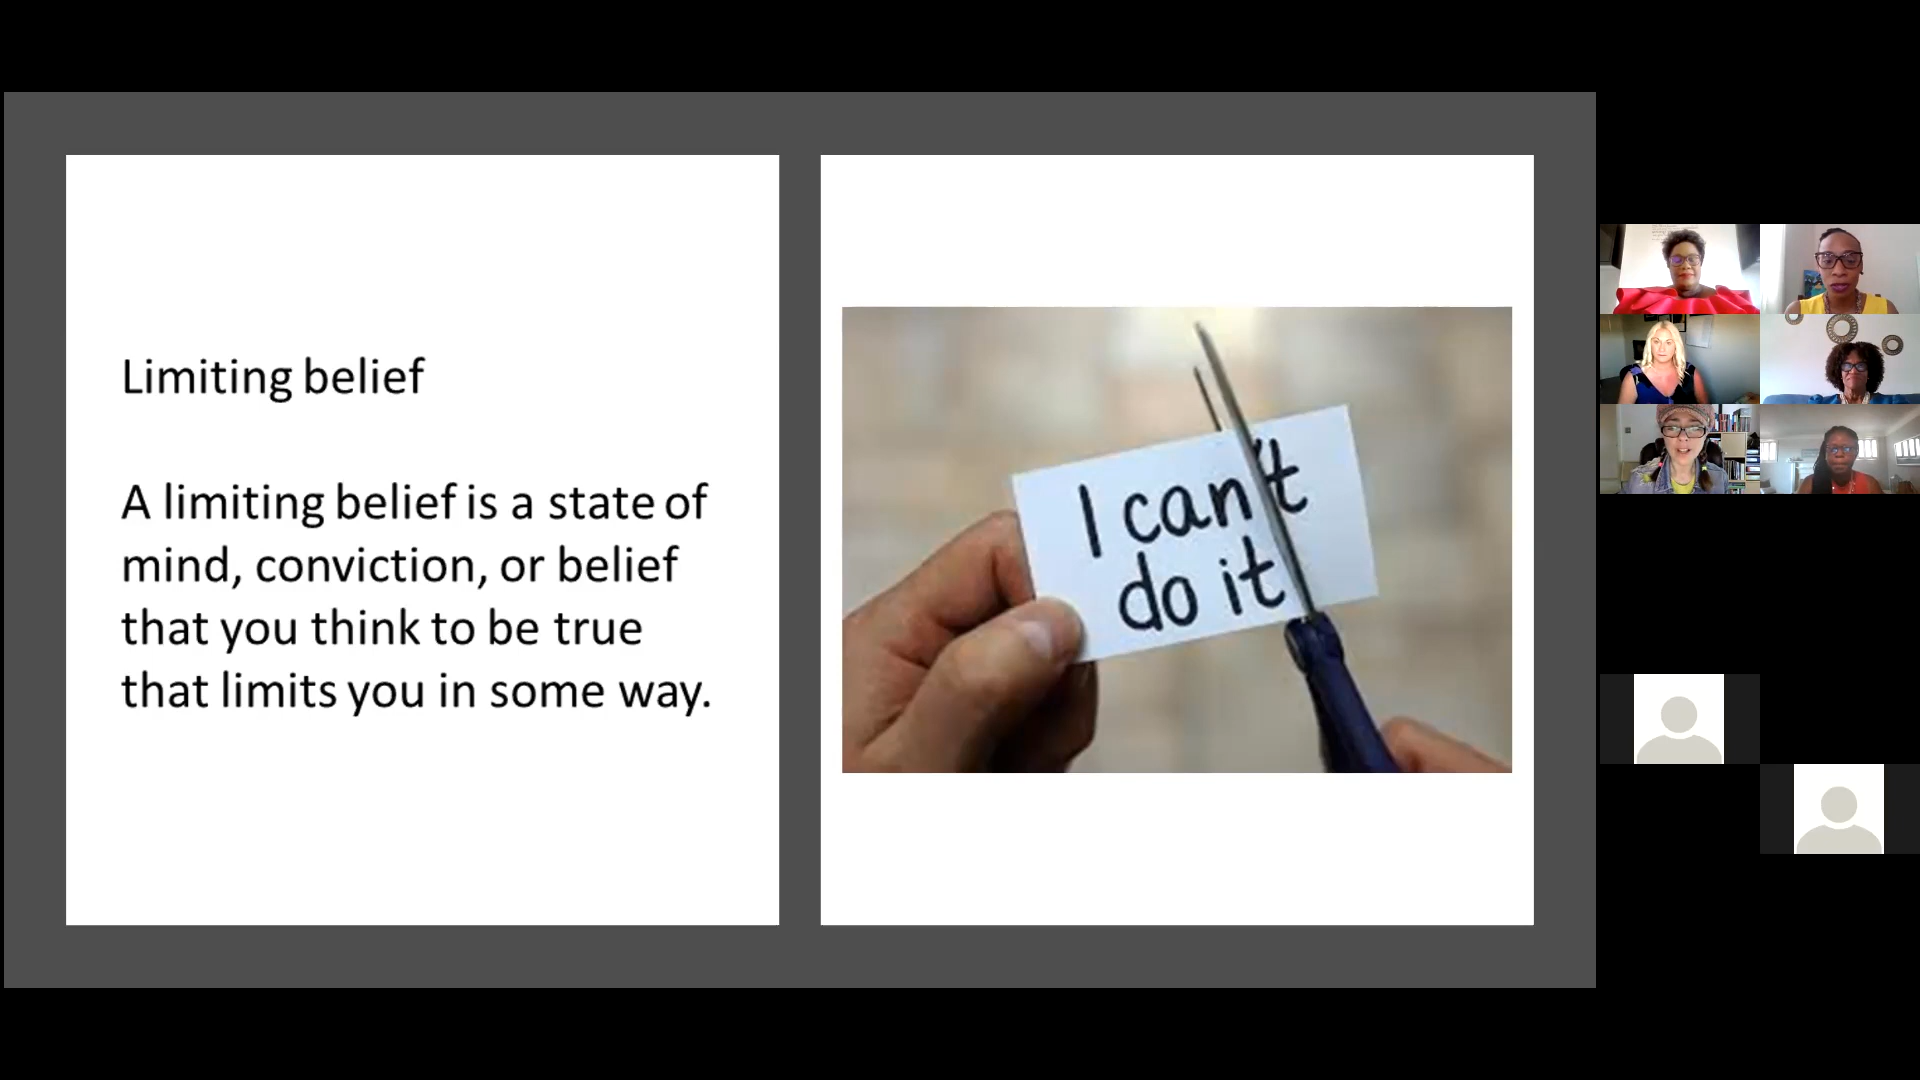 Limiting belief
A limiting belief is a state of
mind, conviction, or belief
that you think to be true
that limits you in some way.
I can't
do it